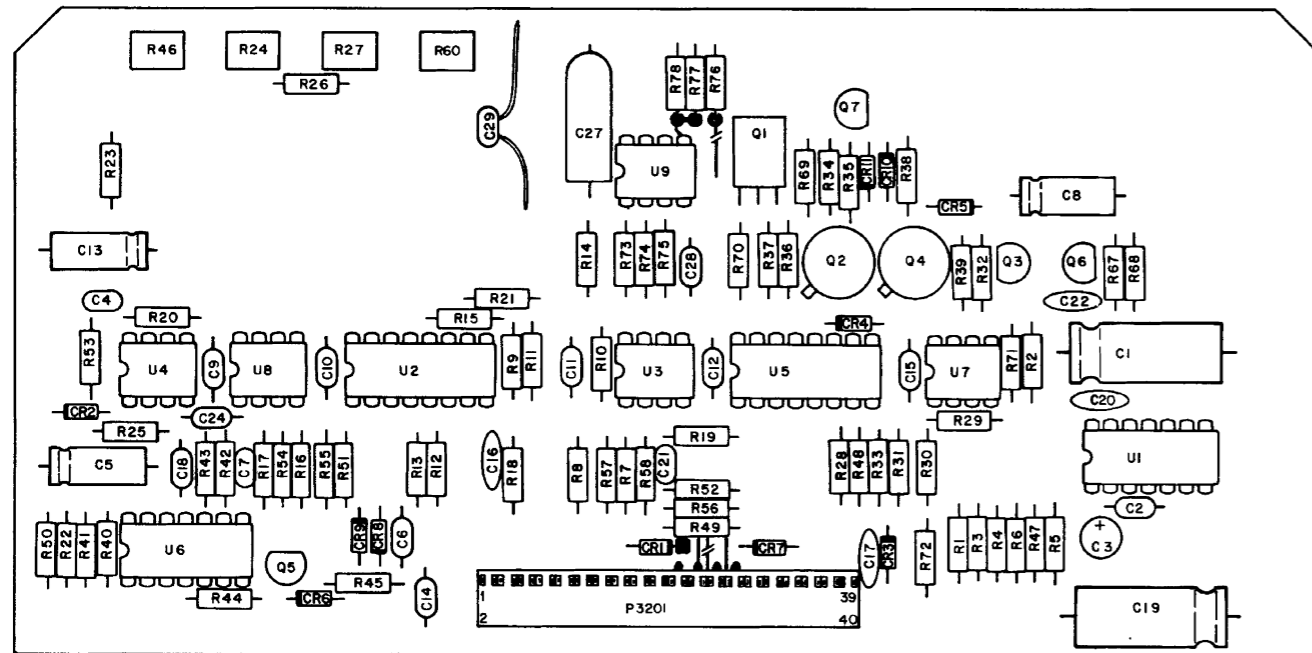 R46 R24 R27 R60
R26
R78 R77 R76
C29
C27
Q7
Q1
R23
U9
R69 R34 R35 CR11 CR10 R38
CR5
C8
C13
R14 R73 R74 R75 C28 R70 R37 R36
Q2 Q4
R39 R32 Q3 Q6 R67 R68
C4
R20
R21
R15
C22
CR4
R53
U4 C9 U8 C10 U2 R9 R11 C11 R10 U3 C12 U5 C15 U7 R71 R2
C1
CR2
C24
C20
R25
R29
R19
C5
C18 R43 R42 C7 R17 R54 R16 R55 R51 R13 R12 C16 R18 R8 R57 R7 R58 C21
R28 R48 R33 R31 R30
U1
R52
R56
R49
C2
+
C3
R50 R22 R41 R40
U6
CR9 CR8 C6
CR1 CR7
C17 CR3 R72 R1 R3 R4 R6 R47 R5
Q5
R45
R44
CR6
C14
1 39
P3201
2 40
C19